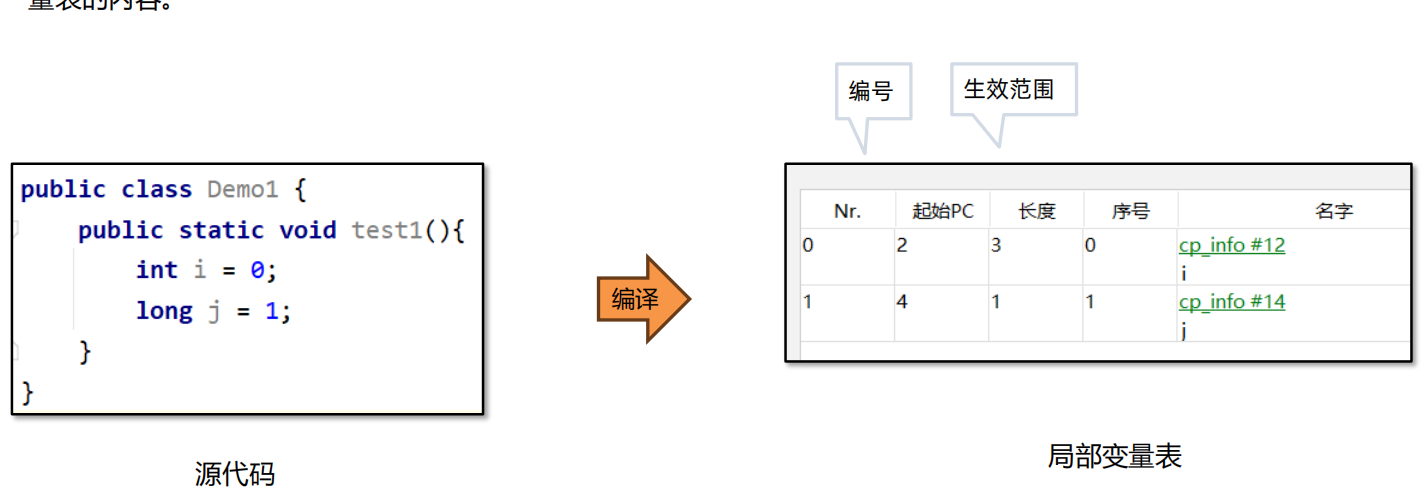 量表的内容。
编号
生效范围
public class Demo1 {
public static void test1(){
int i = 0;
long j = 1;
}
}
编译
Nr. 起始PC 长度 序号 名字
0 2 3 0 cp_info #12
i
1 4 1 1 cp_info #14
j
源代码
局部变量表